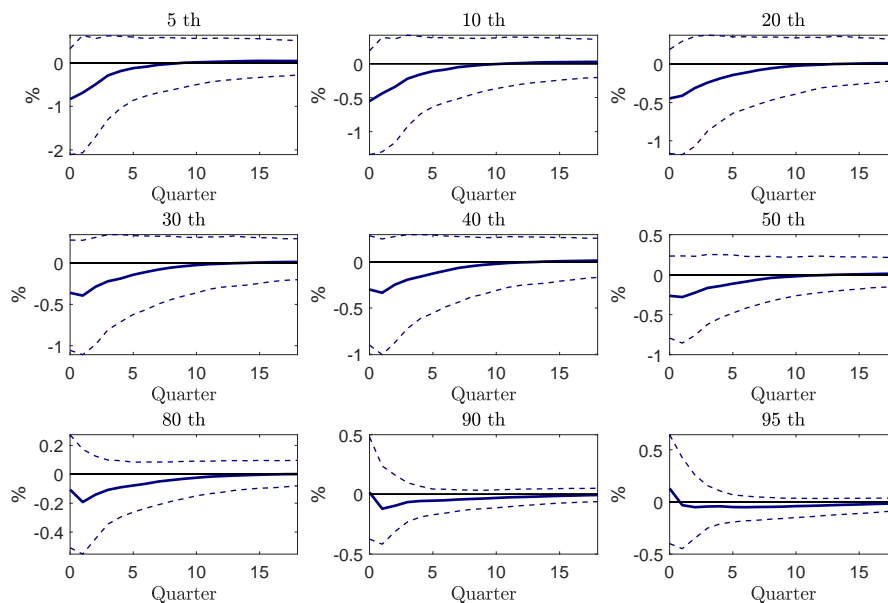 5 th 10 th 20 th
0 0 0
% -1 % -0.5 % -0.5
-2 -1 -1
0 5 10 15 0 5 10 15 0 5 10 15
Quarter Quarter Quarter
30 th 40 th 50 th
0.5
0 0 0
% -0.5 % -0.5 % -0.5
-1 -1 -1
0 5 10 15 0 5 10 15 0 5 10 15
Quarter Quarter Quarter
80 th 90 th 95 th
0.2 0.5 0.5
0 0 0
% -0.2 % %
-0.4 -0.5 -0.5
0 5 10 15 0 5 10 15 0 5 10 15
Quarter Quarter Quarter